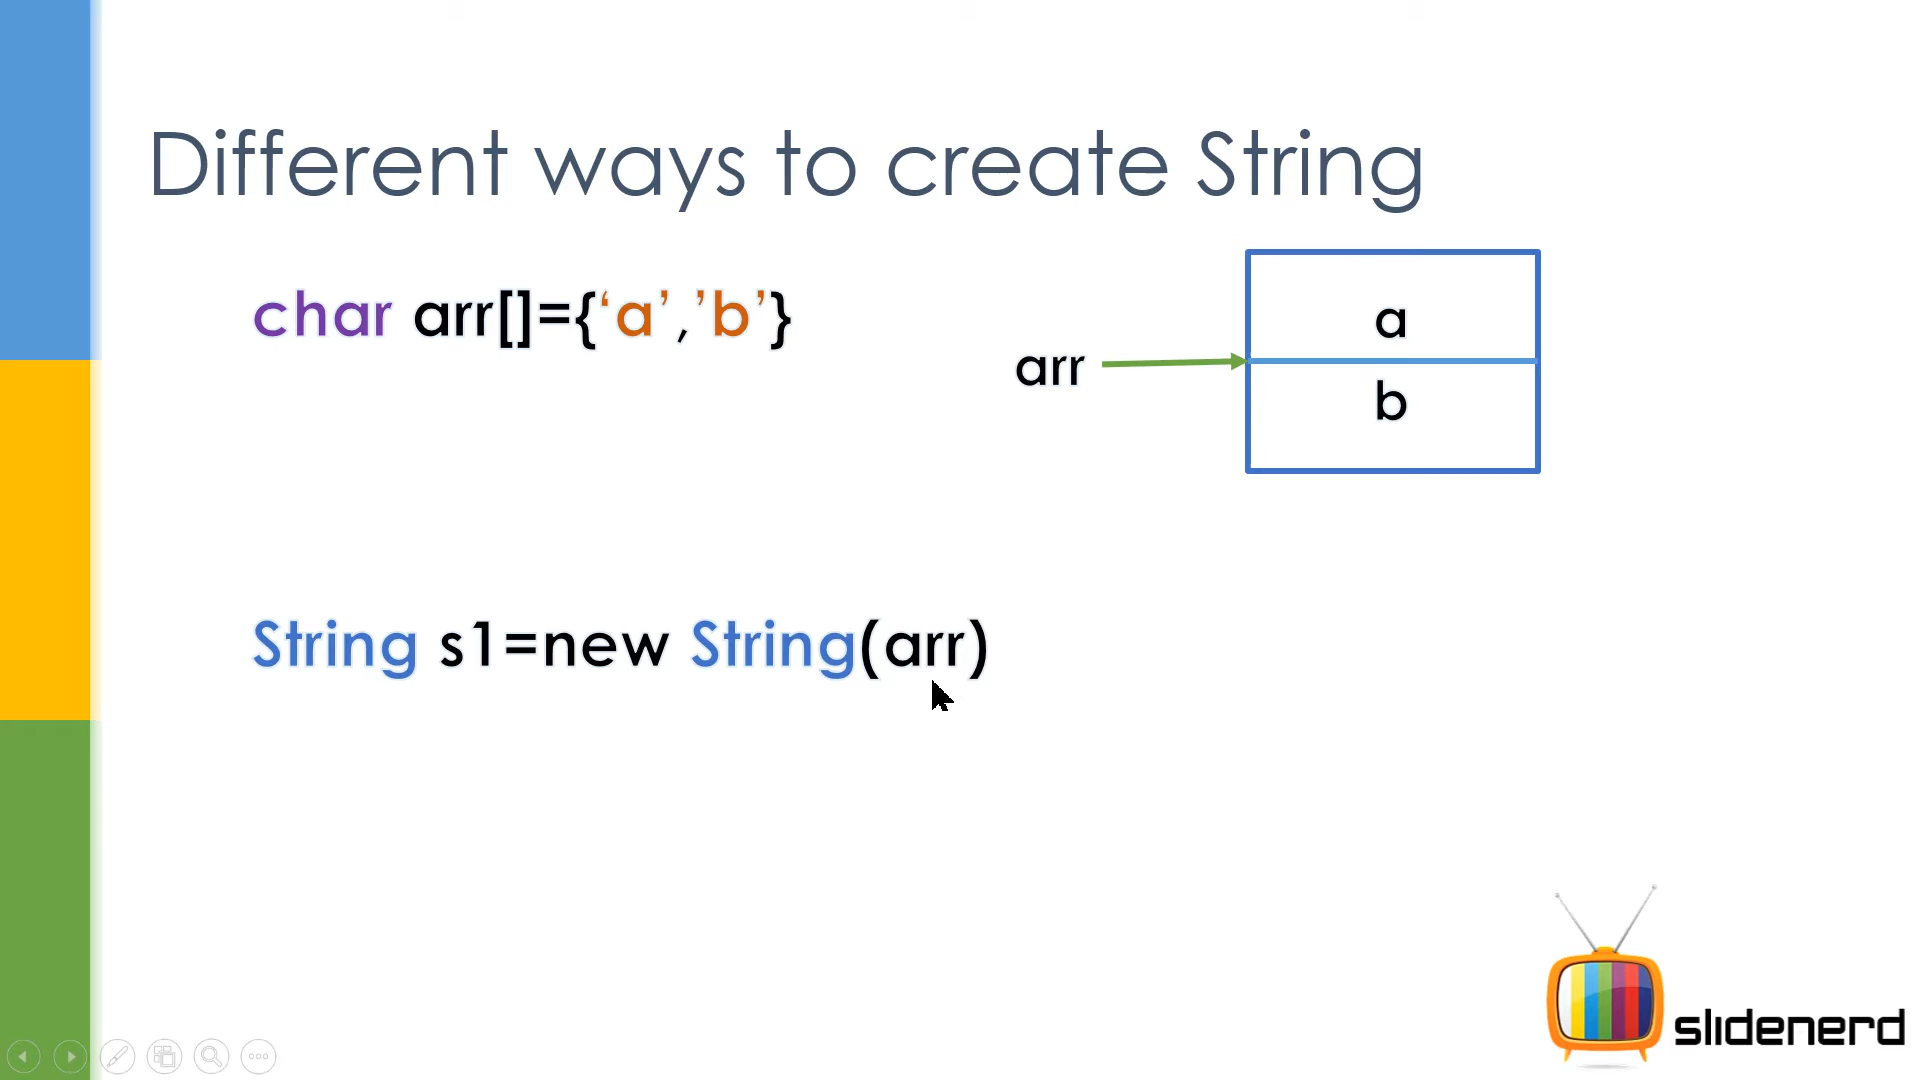 Different ways to create String
char arr[]={‘a’,’b’}
a
arr
b
String s1=new String(arr)
slidenerd